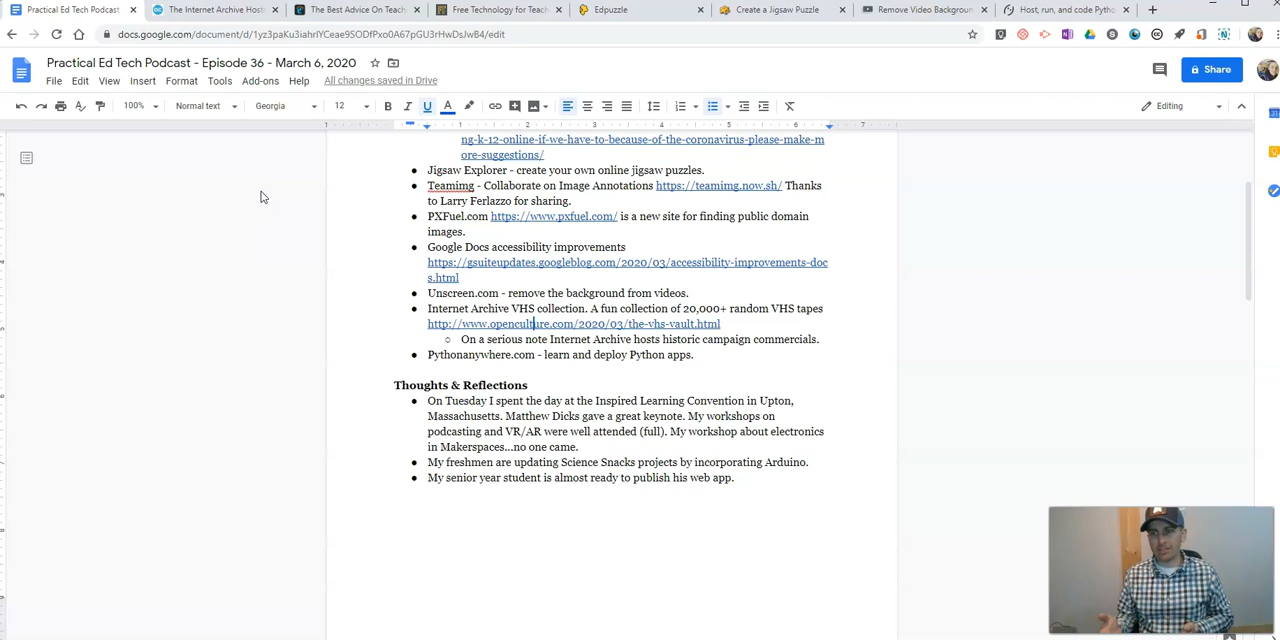 Practical Ed Tech Podcast
The Internet Archive Host
The Best Advice On Teach
Free Technology for Teach
Edpuzzle
Create a Jigsaw Puzzle
Remove Video Backgroun
Host, run, and code Pytho
docs.google.com/document/d/1yz3paKu3iahrIYCeae9SODfPxo0A67pGU3rHwDsJwB4/edit
Practical Ed Tech Podcast - Episode 36 - March 6, 2020
File Edit View Insert Format Tools Add-ons Help All changes saved in Drive
Share
100% Normal text Georgia 12 B I U A Editing
1 1 2 3 4 5 6 7
ng-k-12-online-if-we-have-to-because-of-the-coronavirus-please-make-m
ore-suggestions/
● Jigsaw Explorer - create your own online jigsaw puzzles.
● Teamimg - Collaborate on Image Annotations https://teamimg.now.sh/ Thanks
to Larry Ferlazzo for sharing.
● PXFuel.com https://www.pxfuel.com/ is a new site for finding public domain
images.
● Google Docs accessibility improvements
https://gsuiteupdates.googleblog.com/2020/03/accessibility-improvements-doc
s.html
● Unscreen.com - remove the background from videos.
● Internet Archive VHS collection. A fun collection of 20,000+ random VHS tapes
http://www.openculture.com/2020/03/the-vhs-vault.html
○ On a serious note Internet Archive hosts historic campaign commercials.
● Pythonanywhere.com - learn and deploy Python apps.
Thoughts & Reflections
● On Tuesday I spent the day at the Inspired Learning Convention in Upton,
Massachusetts. Matthew Dicks gave a great keynote. My workshops on
podcasting and VR/AR were well attended (full). My workshop about electronics
in Makerspaces...no one came.
● My freshmen are updating Science Snacks projects by incorporating Arduino.
● My senior year student is almost ready to publish his web app.